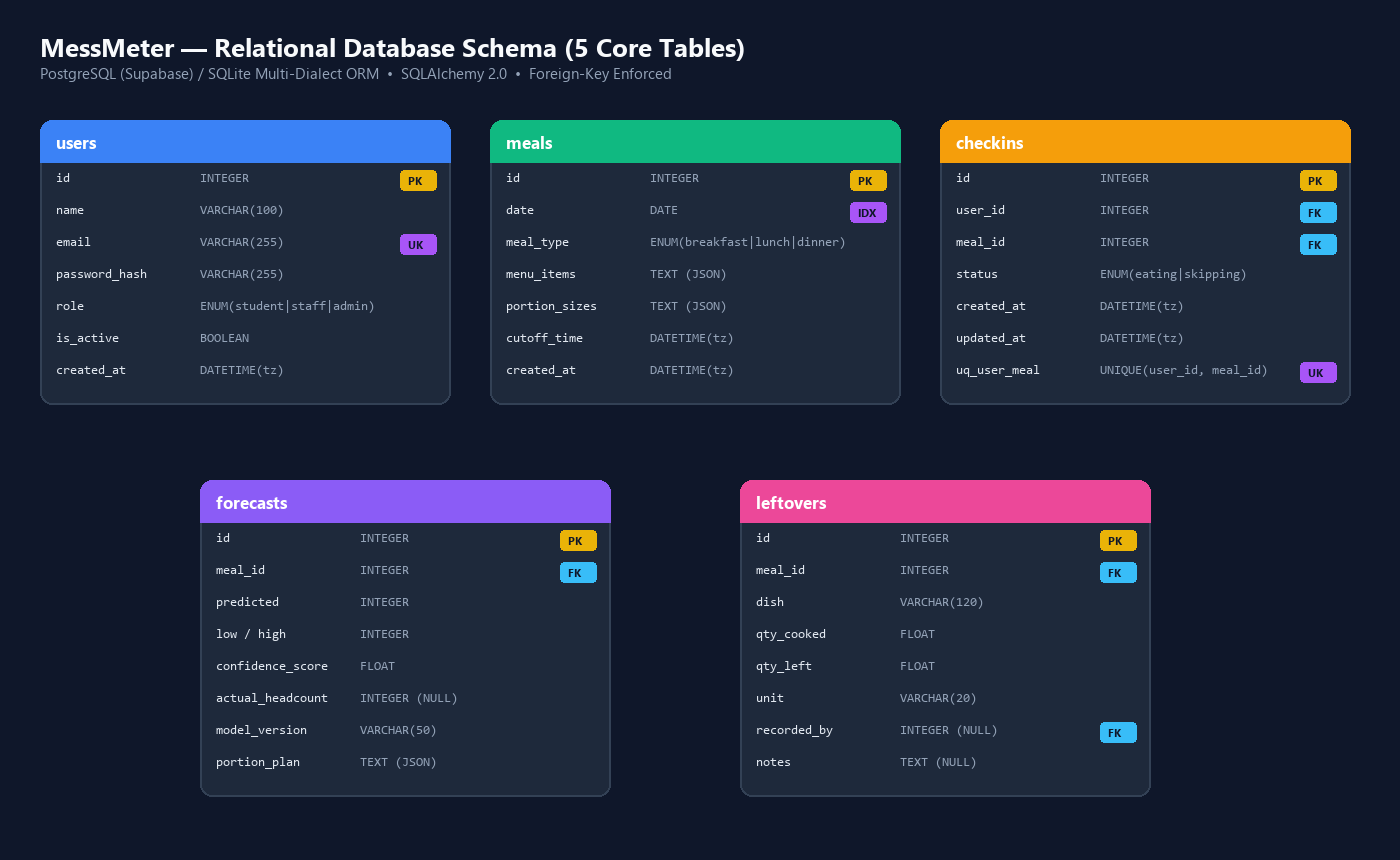 MessMeter — Relational Database Schema (5 Core Tables)
PostgreSQL (Supabase) / SQLite Multi-Dialect ORM • SQLAlchemy 2.0 • Foreign-Key Enforced
users
id INTEGER PK
name VARCHAR(100)
email VARCHAR(255) UK
password_hash VARCHAR(255)
role ENUM(student|staff|admin)
is_active BOOLEAN
created_at DATETIME(tz)
meals
id INTEGER PK
date DATE IDX
meal_type ENUM(breakfast|lunch|dinner)
menu_items TEXT (JSON)
portion_sizes TEXT (JSON)
cutoff_time DATETIME(tz)
created_at DATETIME(tz)
checkins
id INTEGER PK
user_id INTEGER FK
meal_id INTEGER FK
status ENUM(eating|skipping)
created_at DATETIME(tz)
updated_at DATETIME(tz)
uq_user_meal UNIQUE(user_id, meal_id) UK
forecasts
id INTEGER PK
meal_id INTEGER FK
predicted INTEGER
low / high INTEGER
confidence_score FLOAT
actual_headcount INTEGER (NULL)
model_version VARCHAR(50)
portion_plan TEXT (JSON)
leftovers
id INTEGER PK
meal_id INTEGER FK
dish VARCHAR(120)
qty_cooked FLOAT
qty_left FLOAT
unit VARCHAR(20)
recorded_by INTEGER (NULL) FK
notes TEXT (NULL)